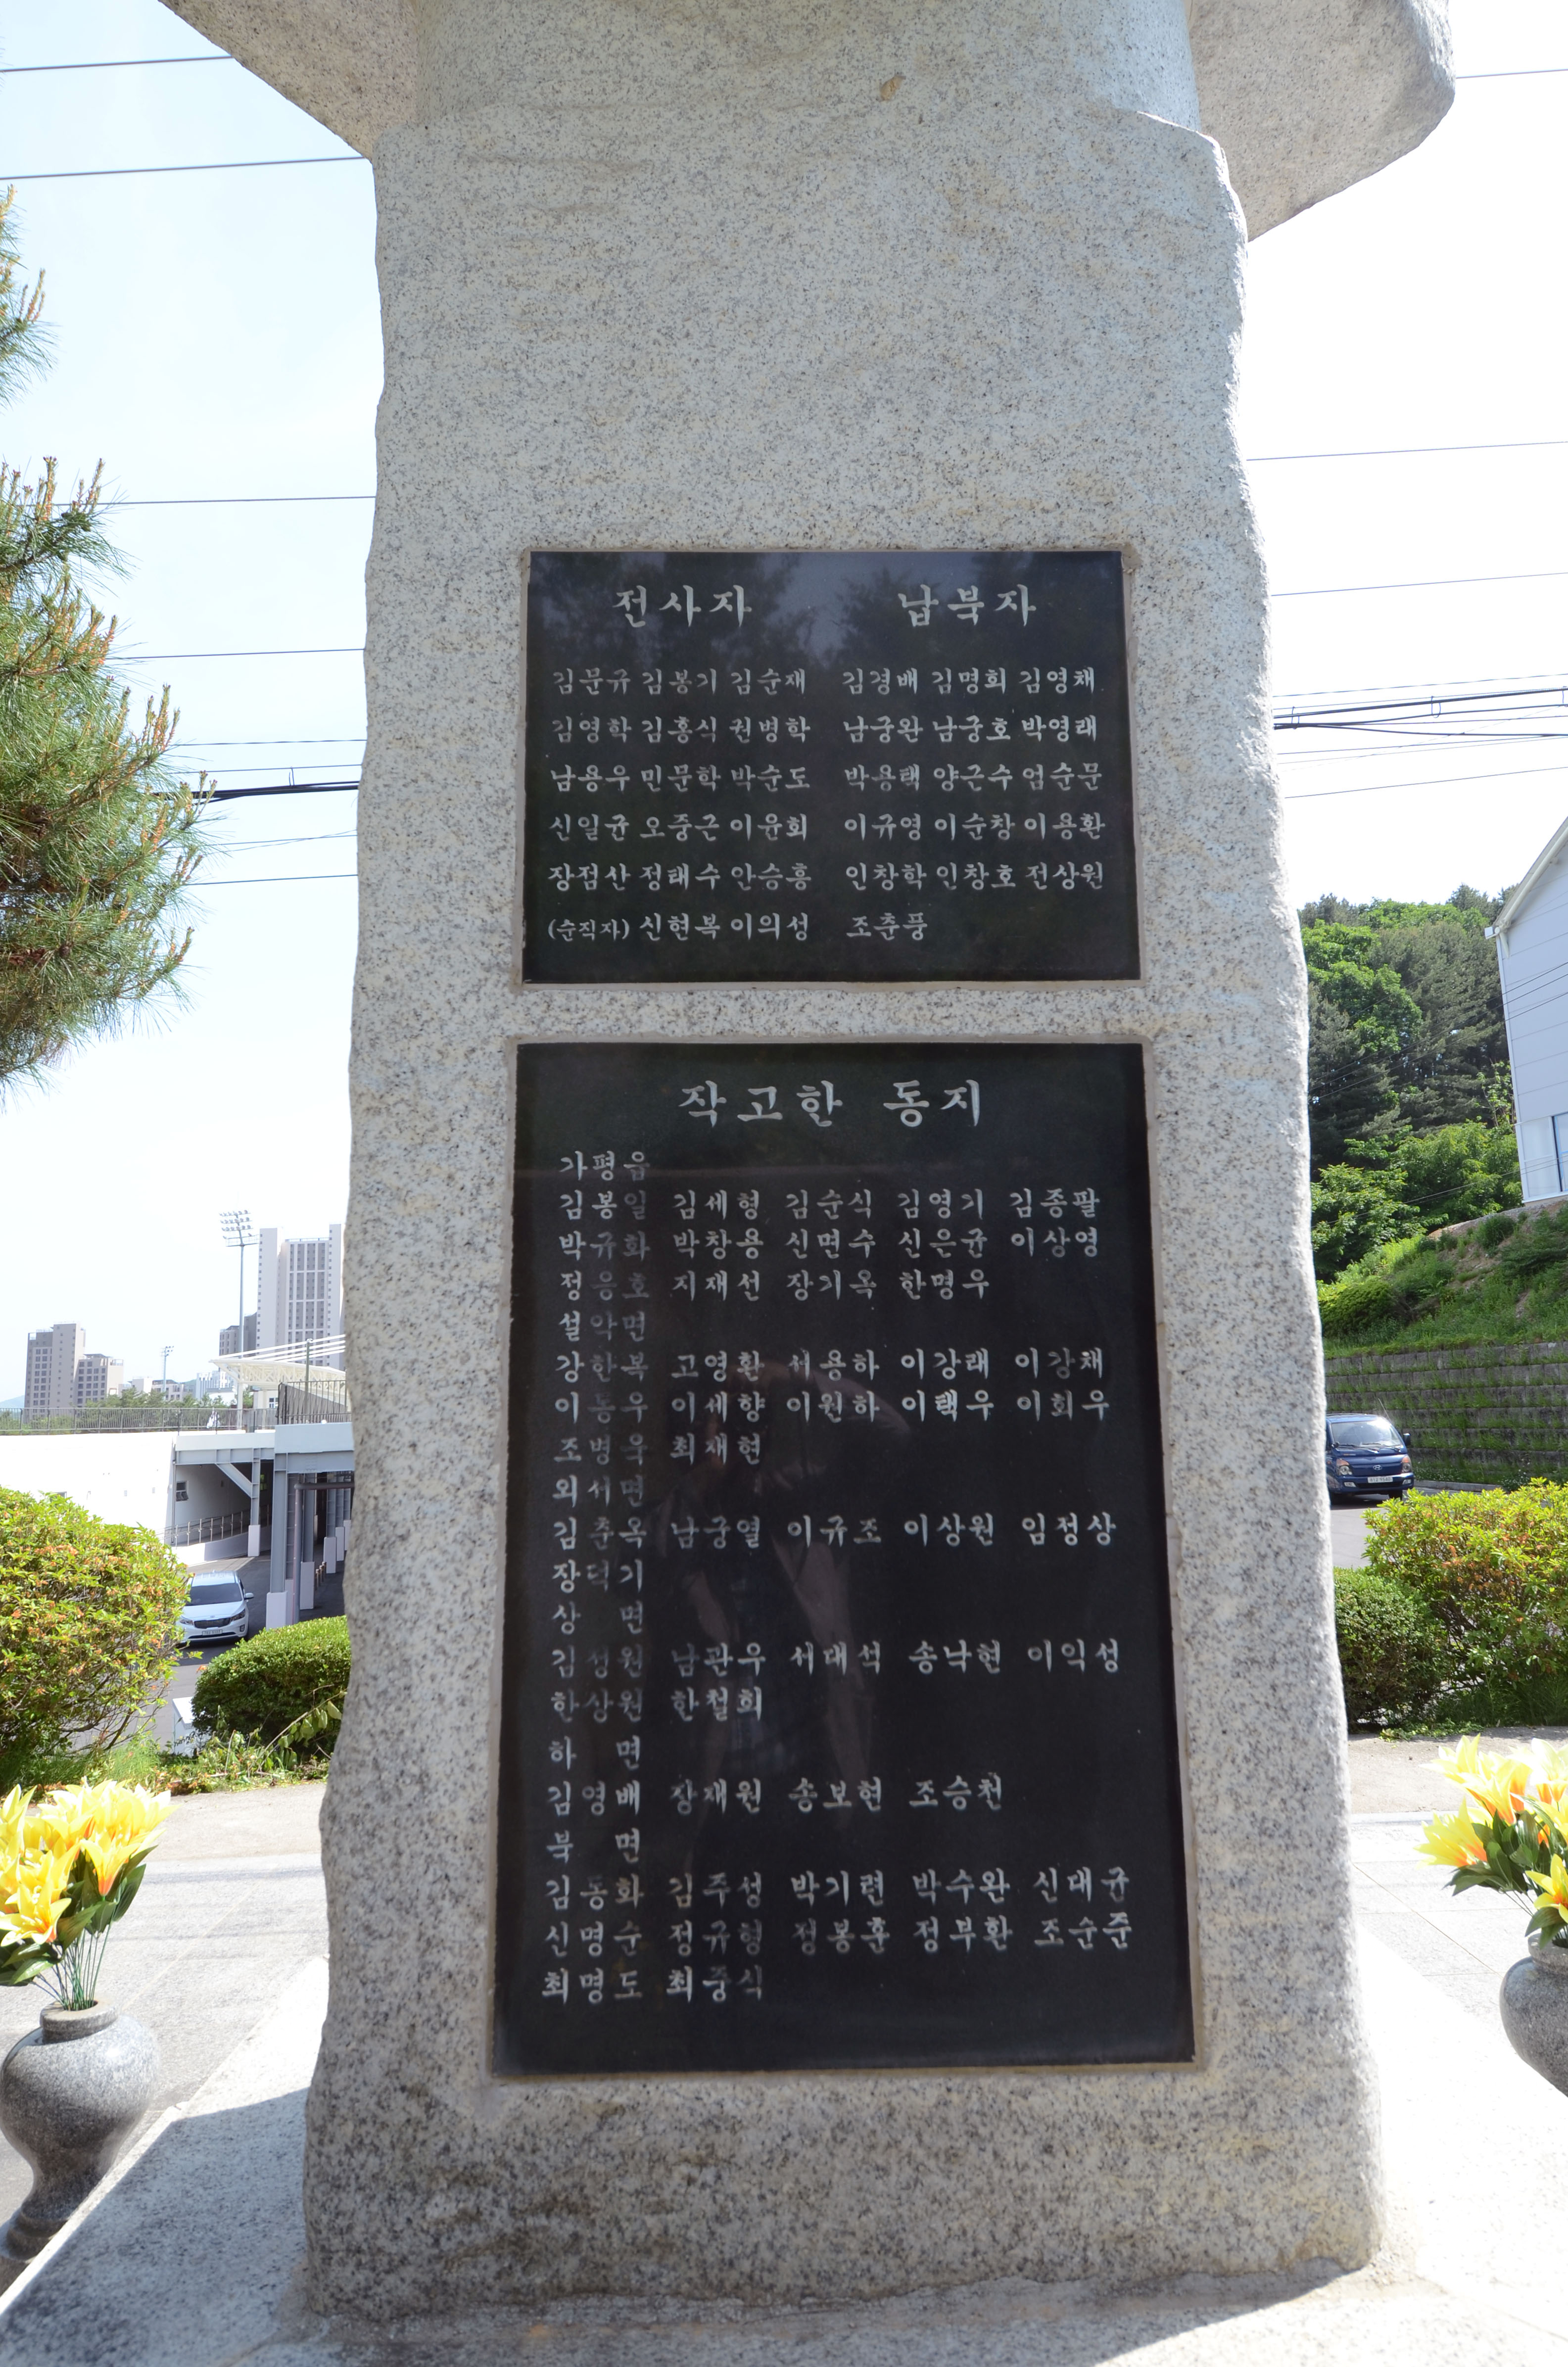 전사자 납북자
김문규 김봉기 김순재 김경배 김명희 김영채
김영학 김홍식 권병학 남궁완 남궁호 박영래
남용우 민문학 박순도 박용택 양근수 엄순문
신일균 오중근 이윤희 이규영 이순창 이용환
장점산 정태수 안승흥 인창학 인창호 전상원
(순직자) 신현복 이의성 조춘풍
작고한 동지
가평읍
김봉일 김세형 김순식 김영기 김종팔
박규화 박창용 신면수 신은균 이상영
정응호 지재선 장기옥 한명우
설악면
강한복 고영환 서용하 이강태 이강채
이동우 이세향 이원하 이택우 이회우
조병욱 최재현
외서면
김춘옥 남궁열 이규조 이상원 임정상
장덕기
상 면
김성원 남관우 서대석 송낙현 이익성
한상원 한철희
하 면
김영배 장재원 송보현 조승천
북 면
김동화 김주성 박기련 박수완 신대균
신명순 정규형 정봉훈 정부환 조순준
최명도 최중식